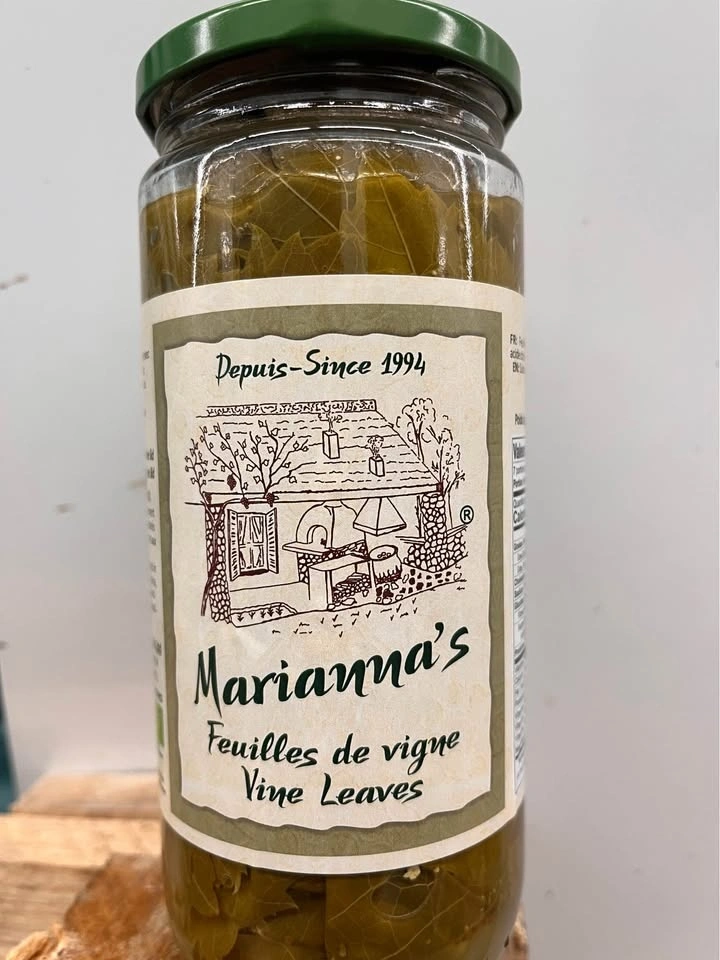 Depuis-Since 1994
®
Marianna's
Feuilles de vigne
Vine Leaves